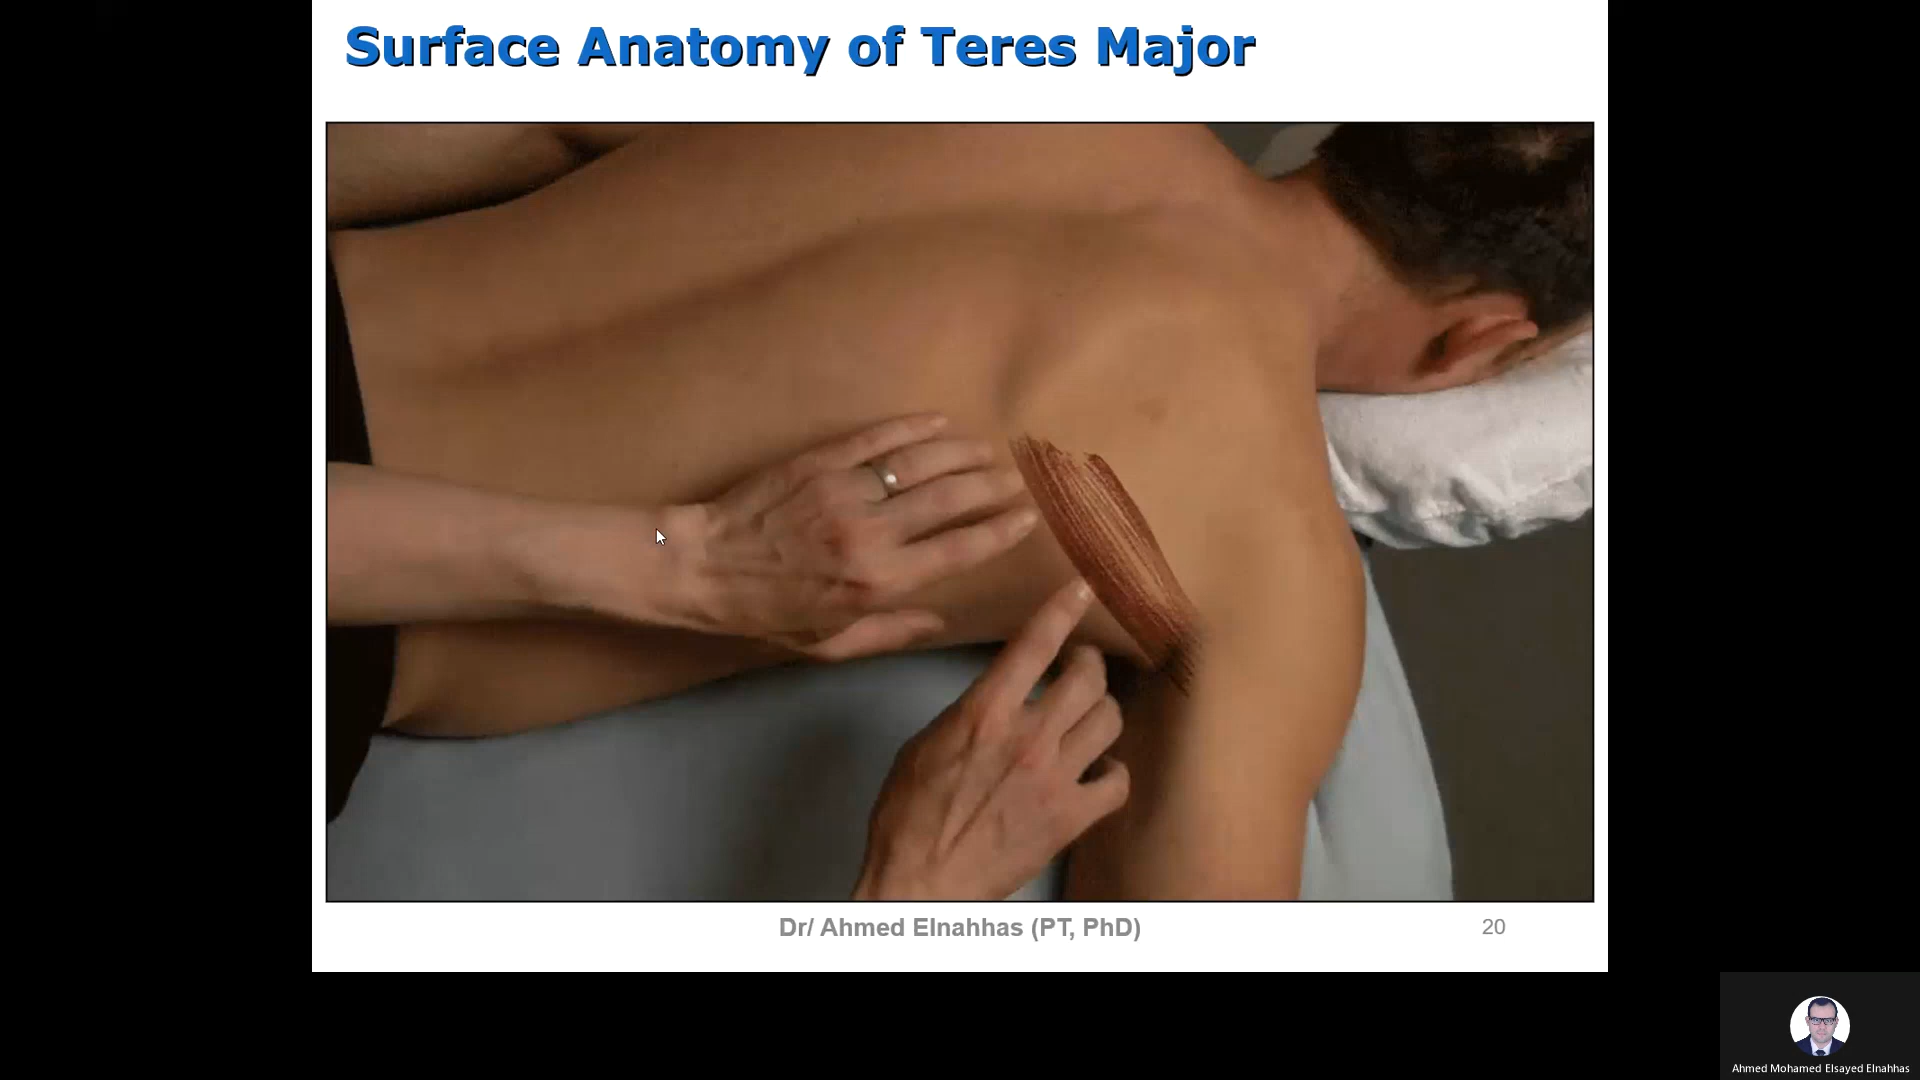 Surface Anatomy of Teres Major
Dr/ Ahmed Elnahhas (PT, PhD)
20
Ahmed Mohamed Elsayed Elnahhas